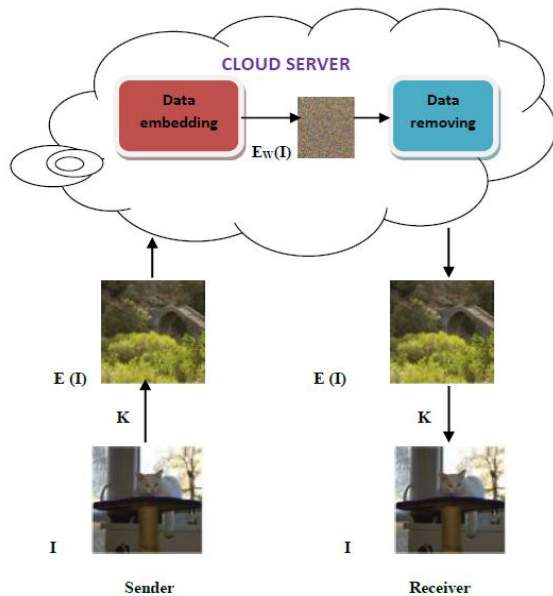 CLOUD SERVER
Data
embedding
Data
removing
Ew(I)
E (I)
E (I)
K
K
I
I
Sender
Receiver